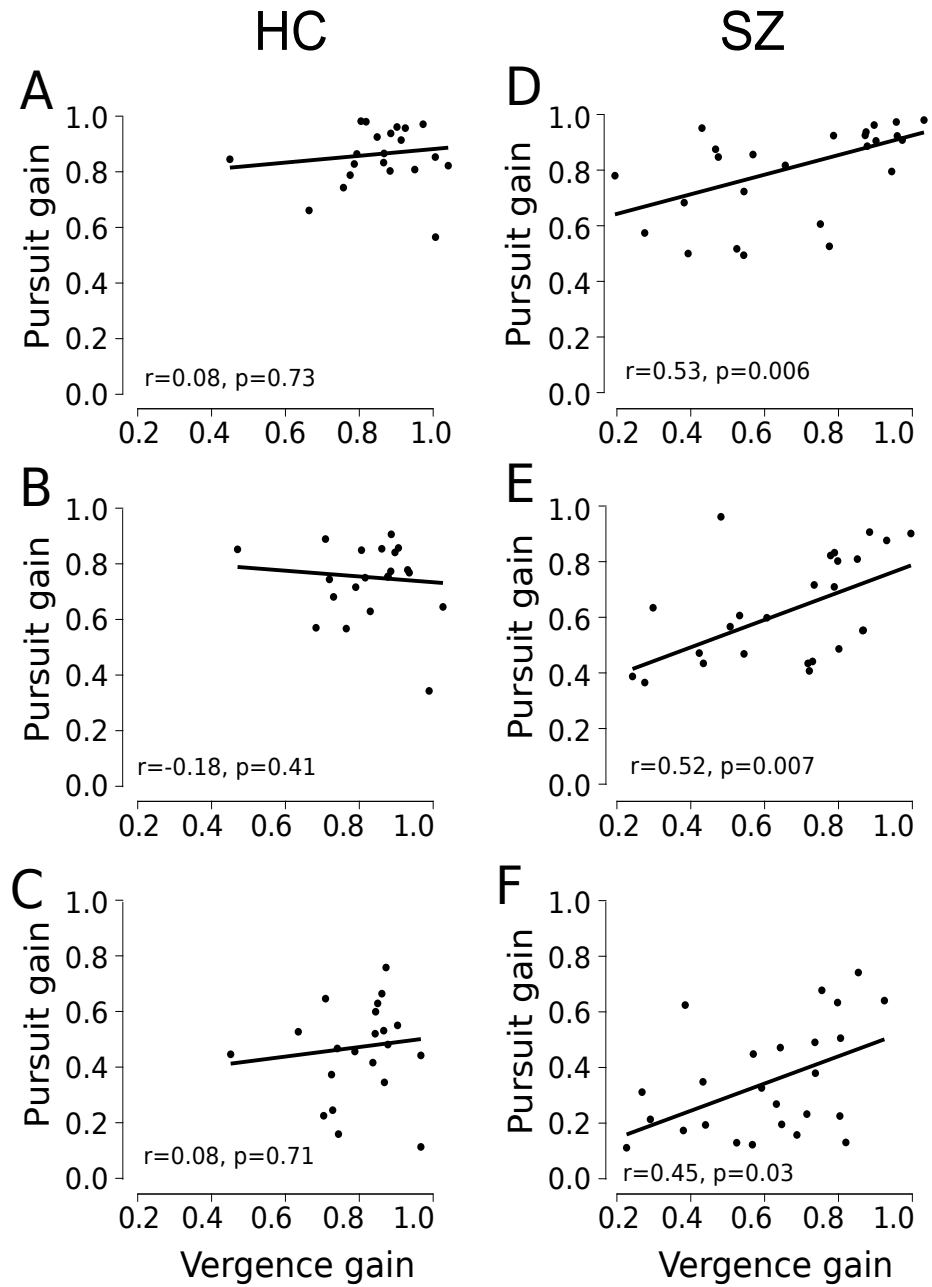 HC
SZ
A
Pursuit gain
1.0
0.8
0.6
0.4
0.2
0.0
r=0.08, p=0.73
0.2 0.4 0.6 0.8 1.0
D
Pursuit gain
1.0
0.8
0.6
0.4
0.2
0.0
r=0.53, p=0.006
0.2 0.4 0.6 0.8 1.0
B
Pursuit gain
1.0
0.8
0.6
0.4
0.2
0.0
r=-0.18, p=0.41
0.2 0.4 0.6 0.8 1.0
E
Pursuit gain
1.0
0.8
0.6
0.4
0.2
0.0
r=0.52, p=0.007
0.2 0.4 0.6 0.8 1.0
C
Pursuit gain
1.0
0.8
0.6
0.4
0.2
0.0
r=0.08, p=0.71
0.2 0.4 0.6 0.8 1.0
Vergence gain
F
Pursuit gain
1.0
0.8
0.6
0.4
0.2
0.0
r=0.45, p=0.03
0.2 0.4 0.6 0.8 1.0
Vergence gain